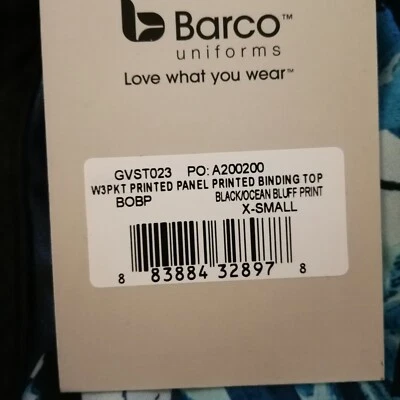 Barco™
uniforms
Love what you wear™
GVST023 PO: A200200
W3PKT PRINTED PANEL PRINTED BINDING TOP
BOBP BLACK/OCEAN BLUFF PRINT
X-SMALL
8 83884 32897 8